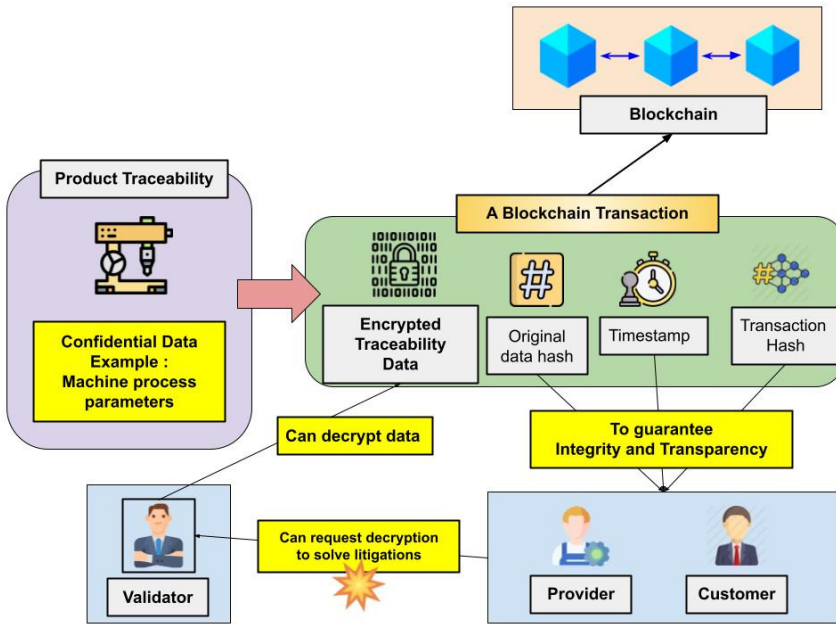 Blockchain
Product Traceability
A Blockchain Transaction
#
#
Encrypted
Traceability
Data
Original
data hash
Timestamp
Transaction
Hash
Confidential Data
Example :
Machine process
parameters
Can decrypt data
To guarantee
Integrity and Transparency
Can request decryption
to solve litigations
Validator
Provider
Customer